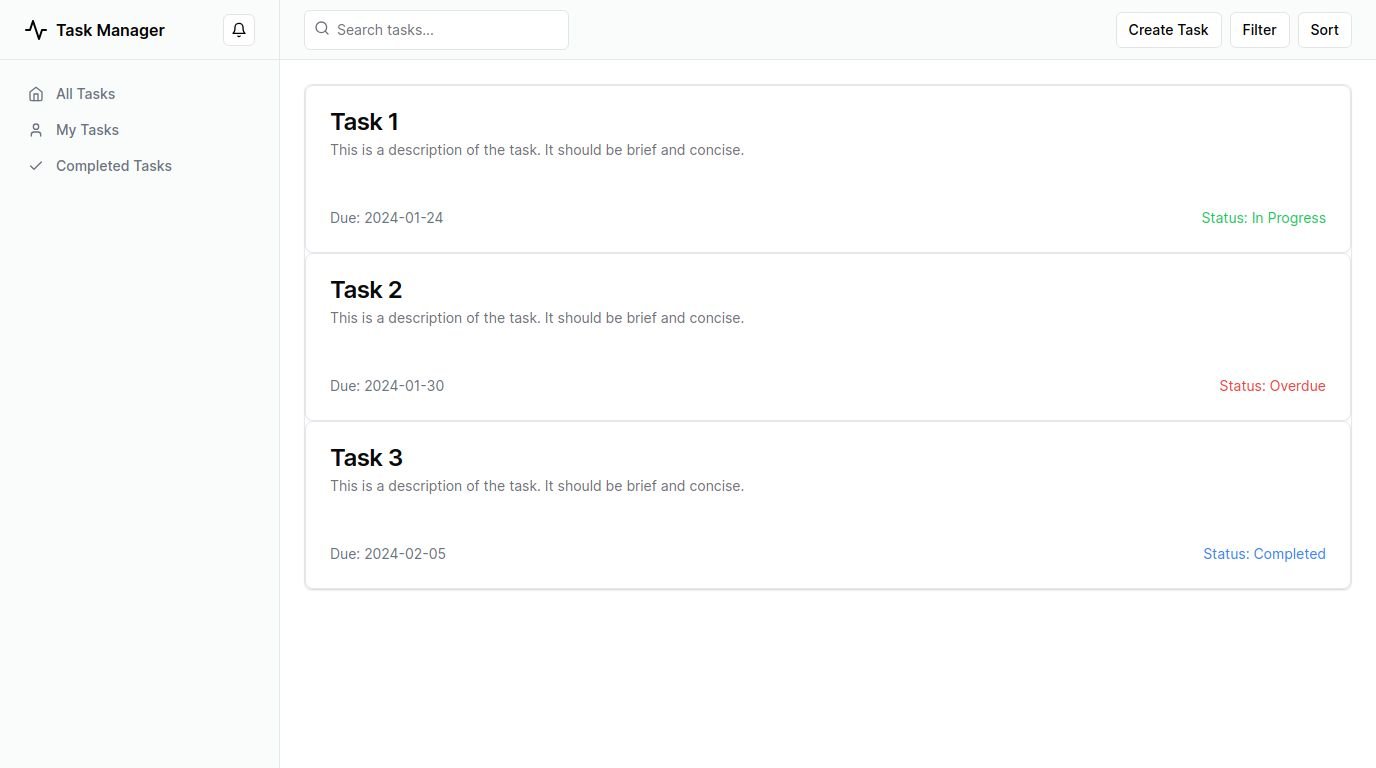 Task Manager
Search tasks...
Create Task
Filter
Sort
All Tasks
My Tasks
Completed Tasks
Task 1
This is a description of the task. It should be brief and concise.
Due: 2024-01-24
Status: In Progress
Task 2
This is a description of the task. It should be brief and concise.
Due: 2024-01-30
Status: Overdue
Task 3
This is a description of the task. It should be brief and concise.
Due: 2024-02-05
Status: Completed